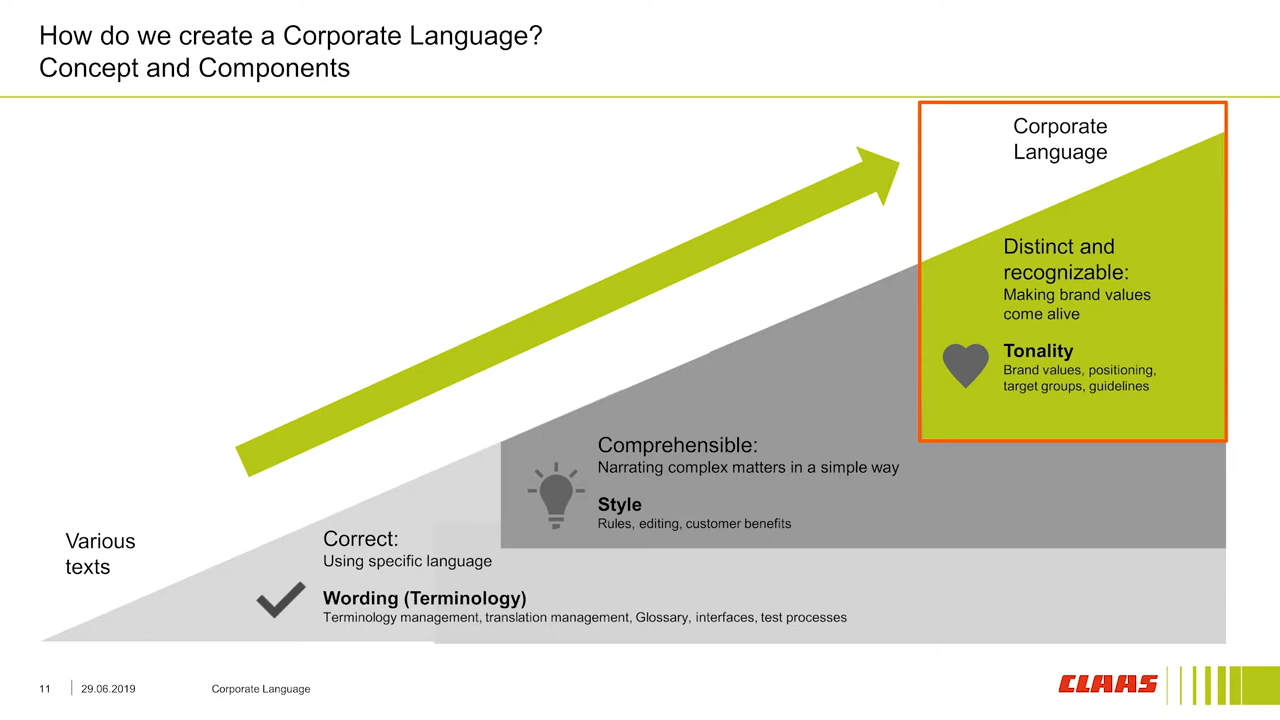 How do we create a Corporate Language?
Concept and Components
Corporate
Language
Distinct and
recognizable:
Making brand values
come alive
Tonality
Brand values, positioning,
target groups, guidelines
Comprehensible:
Narrating complex matters in a simple way
Style
Rules, editing, customer benefits
Various
texts
Correct:
Using specific language
Wording (Terminology)
Terminology management, translation management, Glossary, interfaces, test processes
11 29.06.2019 Corporate Language
CLAAS